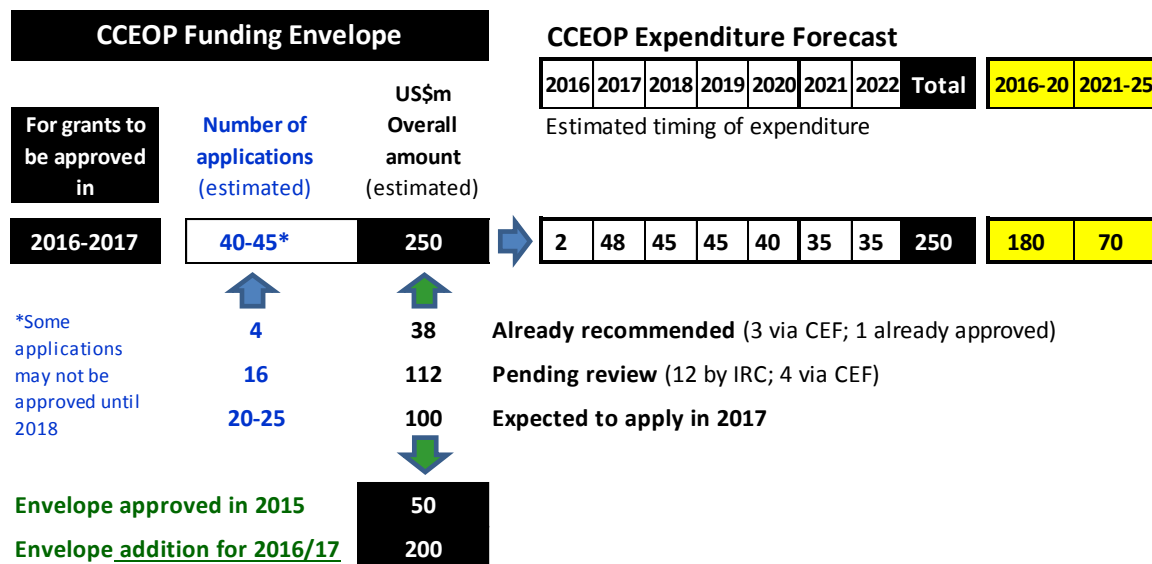 CCEOP Funding Envelope
CCEOP Expenditure Forecast
2016 2017 2018 2019 2020 2021 2022 Total 2016-20 2021-25
Estimated timing of expenditure
For grants to
be approved
in
Number of
applications
(estimated)
US$m
Overall
amount
(estimated)
2016-2017 40-45* 250 2 48 45 45 40 35 35 250 180 70
*Some
applications
may not be
approved until
2018
4 38 Already recommended (3 via CEF; 1 already approved)
16 112 Pending review (12 by IRC; 4 via CEF)
20-25 100 Expected to apply in 2017
Envelope approved in 2015 50
Envelope addition for 2016/17 200